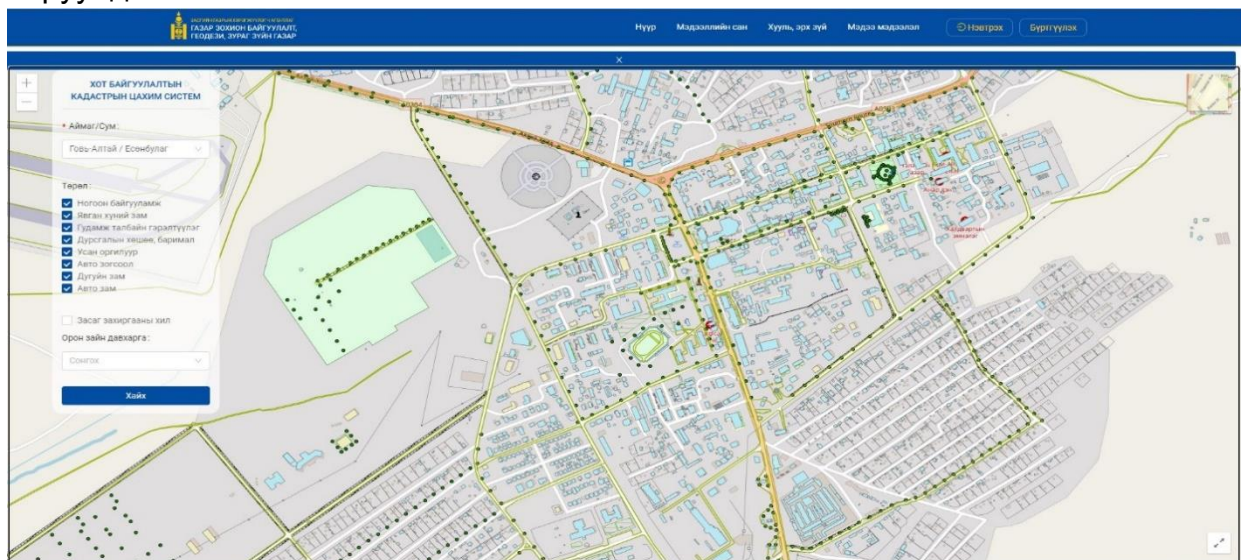 ГАЗАР ЗОХИОН БАЙГУУЛАЛТ,
ГЕОДЕЗИ, ЗУРАГ ЗҮЙН ГАЗАР
Нүүр Мэдээллийн сан Хууль, эрх зүй Мэдээ мэдээлэл Нэвтрэх Бүртгүүлэх
ХОТ БАЙГУУЛАЛТЫН
КАДАСТРЫН ЦАХИМ СИСТЕМ
* Аймаг/Сум:
Говь-Алтай / Есөнбулаг
Төрөл:
Ногоон байгууламж
Явган хүний зам
Гудамж талбайн гэрэлтүүлэг
Дурсгалын хөшөө, баримал
Усан оргилуур
Авто зогсоол
Дугуйн зам
Авто зам
Засаг захиргааны хил
Орон зайн давхарга:
Сонгох
Хайх